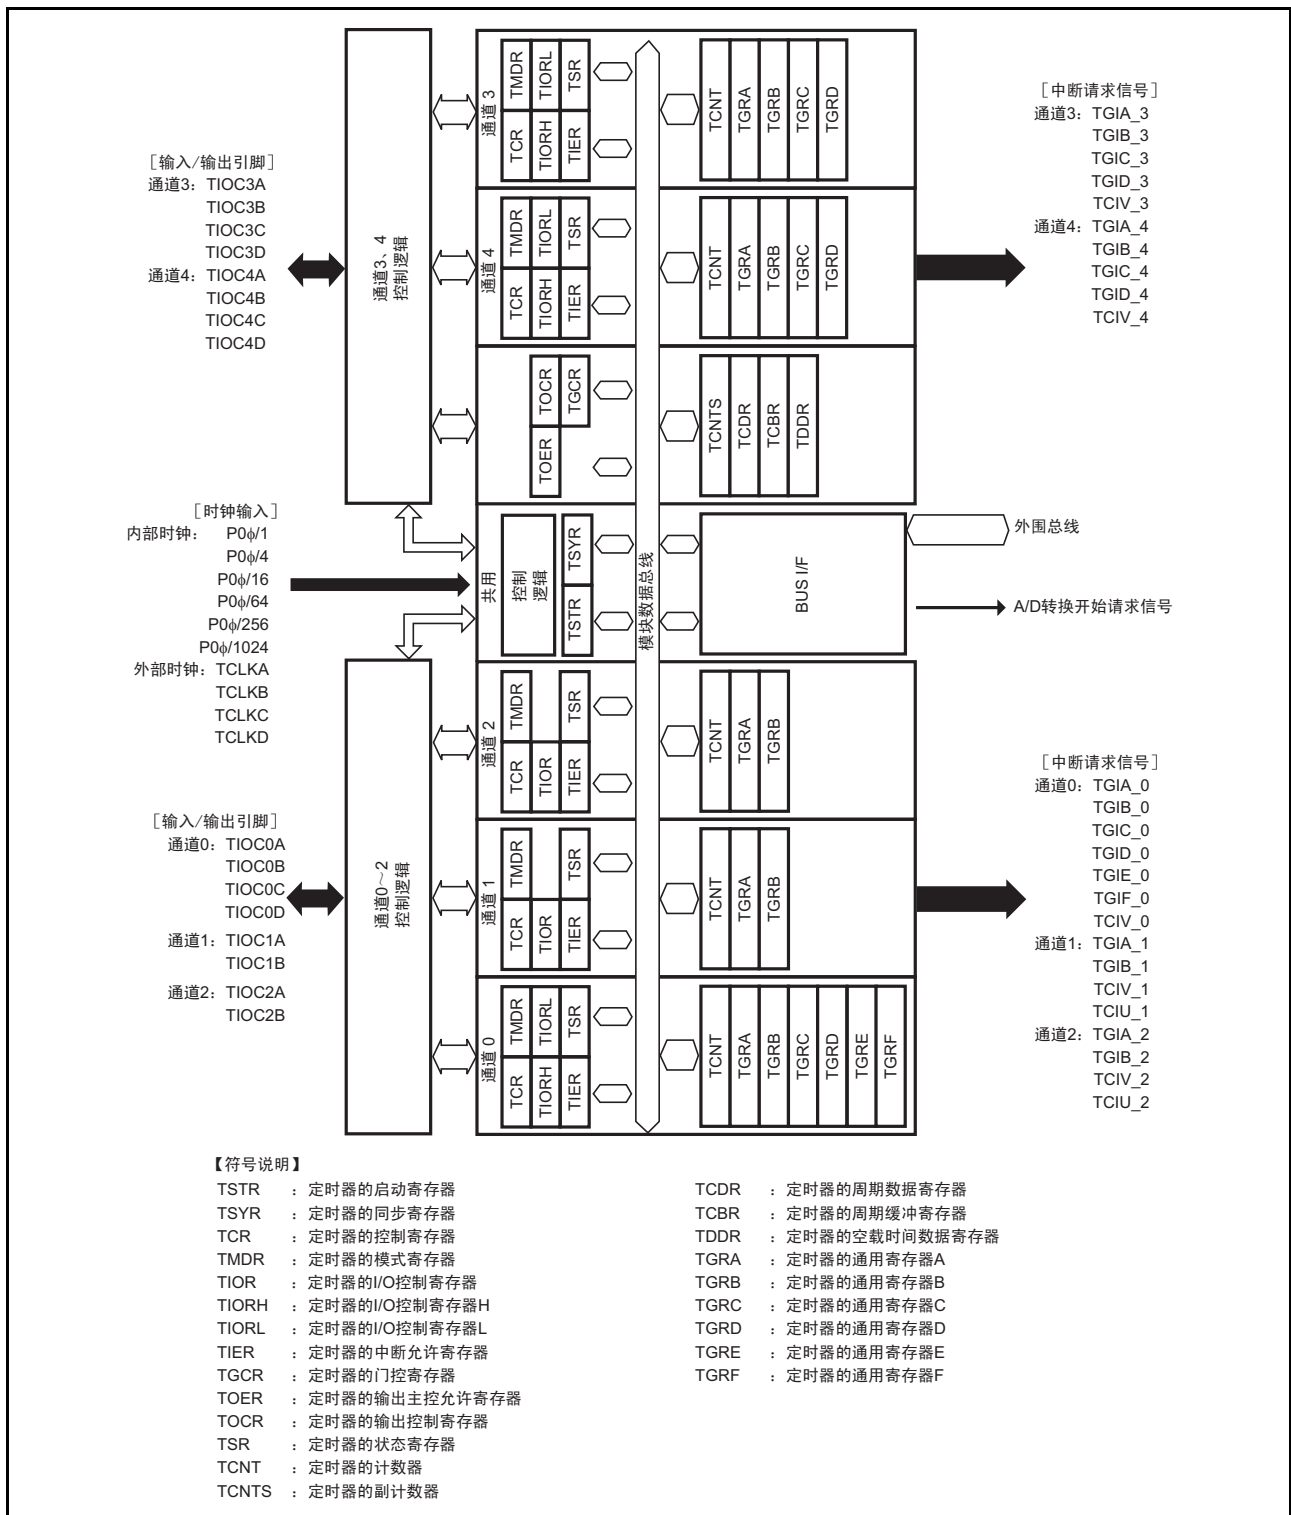 [输入/输出引脚]
通道3：TIOC3A
TIOC3B
TIOC3C
TIOC3D
通道4：TIOC4A
TIOC4B
TIOC4C
TIOC4D
[时钟输入]
内部时钟： P0ϕ/1
P0ϕ/4
P0ϕ/16
P0ϕ/64
P0ϕ/256
P0ϕ/1024
外部时钟：TCLKA
TCLKB
TCLKC
TCLKD
[输入/输出引脚]
通道0：TIOC0A
TIOC0B
TIOC0C
TIOC0D
通道1：TIOC1A
TIOC1B
通道2：TIOC2A
TIOC2B
通道3、4
控制逻辑
通道0～2
控制逻辑
通道 3
TMDR
TIORL
TSR
TCR
TIORH
TIER
TCNT
TGRA
TGRB
TGRC
TGRD
通道 4
TMDR
TIORL
TSR
TCR
TIORH
TIER
TCNT
TGRA
TGRB
TGRC
TGRD
TOCR
TGCR
TOER
TCNTS
TCDR
TCBR
TDDR
共用
控制
逻辑
TSYR
TSTR
模块数据总线
BUS I/F
通道 2
TMDR
TSR
TCR
TIOR
TIER
TCNT
TGRA
TGRB
通道 1
TMDR
TSR
TCR
TIOR
TIER
TCNT
TGRA
TGRB
通道 0
TMDR
TIORL
TSR
TCR
TIORH
TIER
TCNT
TGRA
TGRB
TGRC
TGRD
TGRE
TGRF
[中断请求信号]
通道3：TGIA_3
TGIB_3
TGIC_3
TGID_3
TCIV_3
通道4：TGIA_4
TGIB_4
TGIC_4
TGID_4
TCIV_4
外围总线
A/D转换开始请求信号
[中断请求信号]
通道0：TGIA_0
TGIB_0
TGIC_0
TGID_0
TGIE_0
TGIF_0
TCIV_0
通道1：TGIA_1
TGIB_1
TCIV_1
TCIU_1
通道2：TGIA_2
TGIB_2
TCIV_2
TCIU_2
【符号说明】
TSTR ：定时器的启动寄存器
TSYR ：定时器的同步寄存器
TCR ：定时器的控制寄存器
TMDR ：定时器的模式寄存器
TIOR ：定时器的I/O控制寄存器
TIORH ：定时器的I/O控制寄存器H
TIORL ：定时器的I/O控制寄存器L
TIER ：定时器的中断允许寄存器
TGCR ：定时器的门控寄存器
TOER ：定时器的输出主控允许寄存器
TOCR ：定时器的输出控制寄存器
TSR ：定时器的状态寄存器
TCNT ：定时器的计数器
TCNTS ：定时器的副计数器
TCDR ：定时器的周期数据寄存器
TCBR ：定时器的周期缓冲寄存器
TDDR ：定时器的空载时间数据寄存器
TGRA ：定时器的通用寄存器A
TGRB ：定时器的通用寄存器B
TGRC ：定时器的通用寄存器C
TGRD ：定时器的通用寄存器D
TGRE ：定时器的通用寄存器E
TGRF ：定时器的通用寄存器F